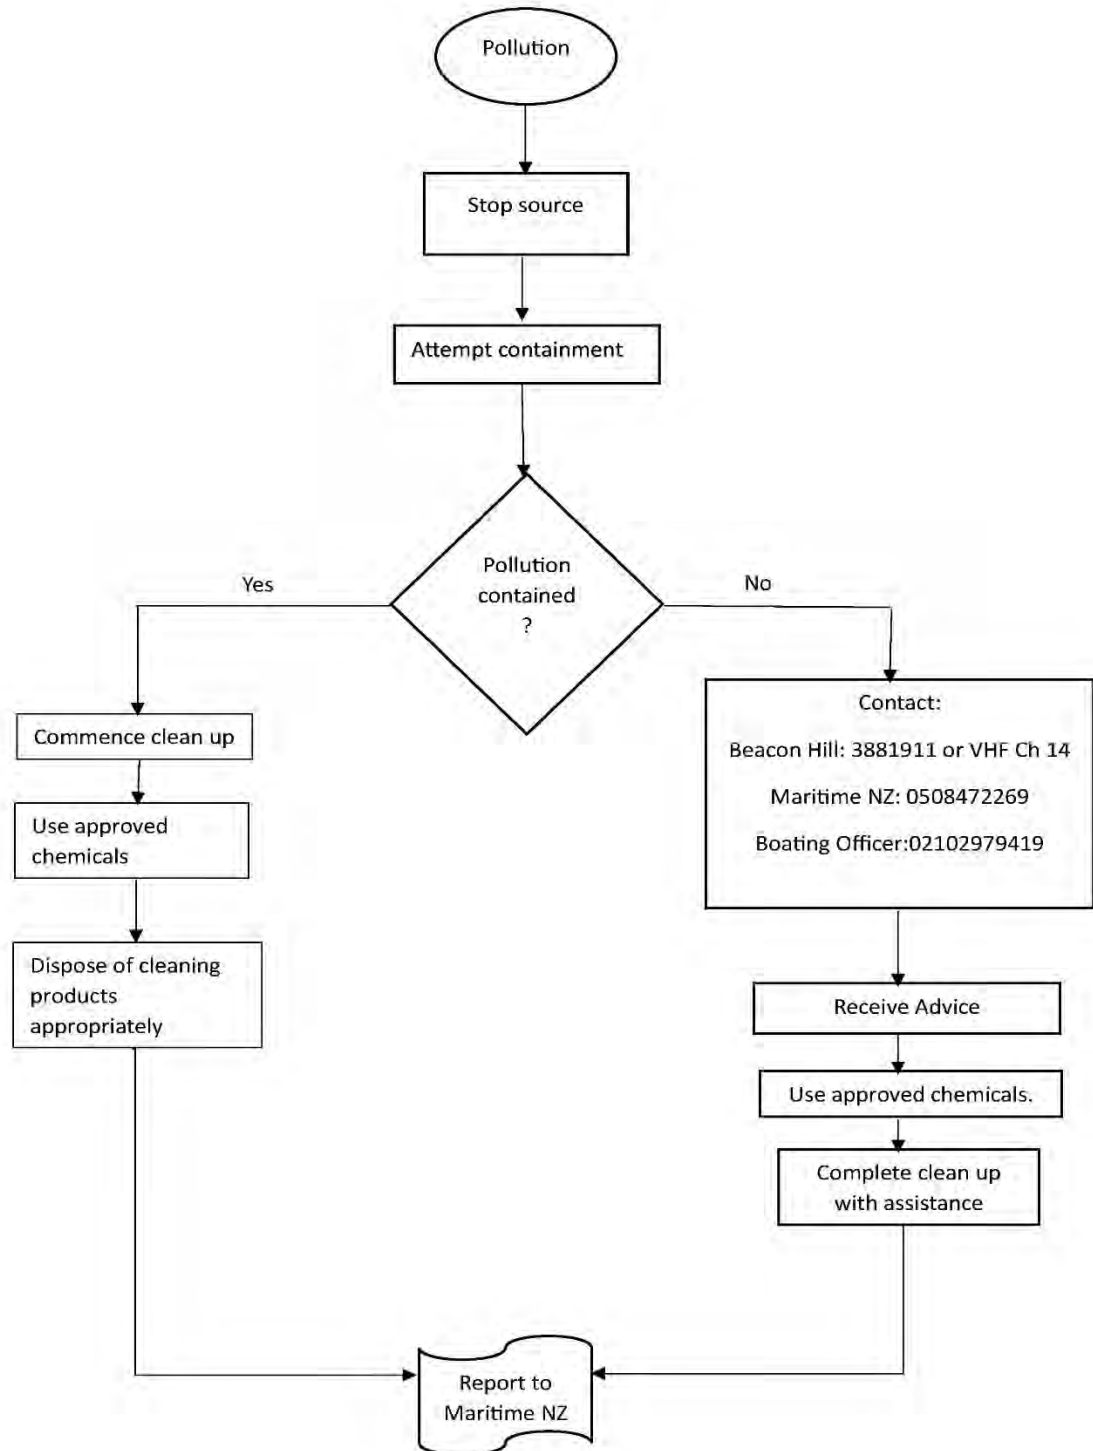 Pollution
Stop source
Attempt containment
Pollution
contained
?
Yes
No
Commence clean up
Use approved
chemicals
Dispose of cleaning
products
appropriately
Contact:
Beacon Hill: 3881911 or VHF Ch 14
Maritime NZ: 0508472269
Boating Officer:02102979419
Receive Advice
Use approved chemicals.
Complete clean up
with assistance
Report to
Maritime NZ